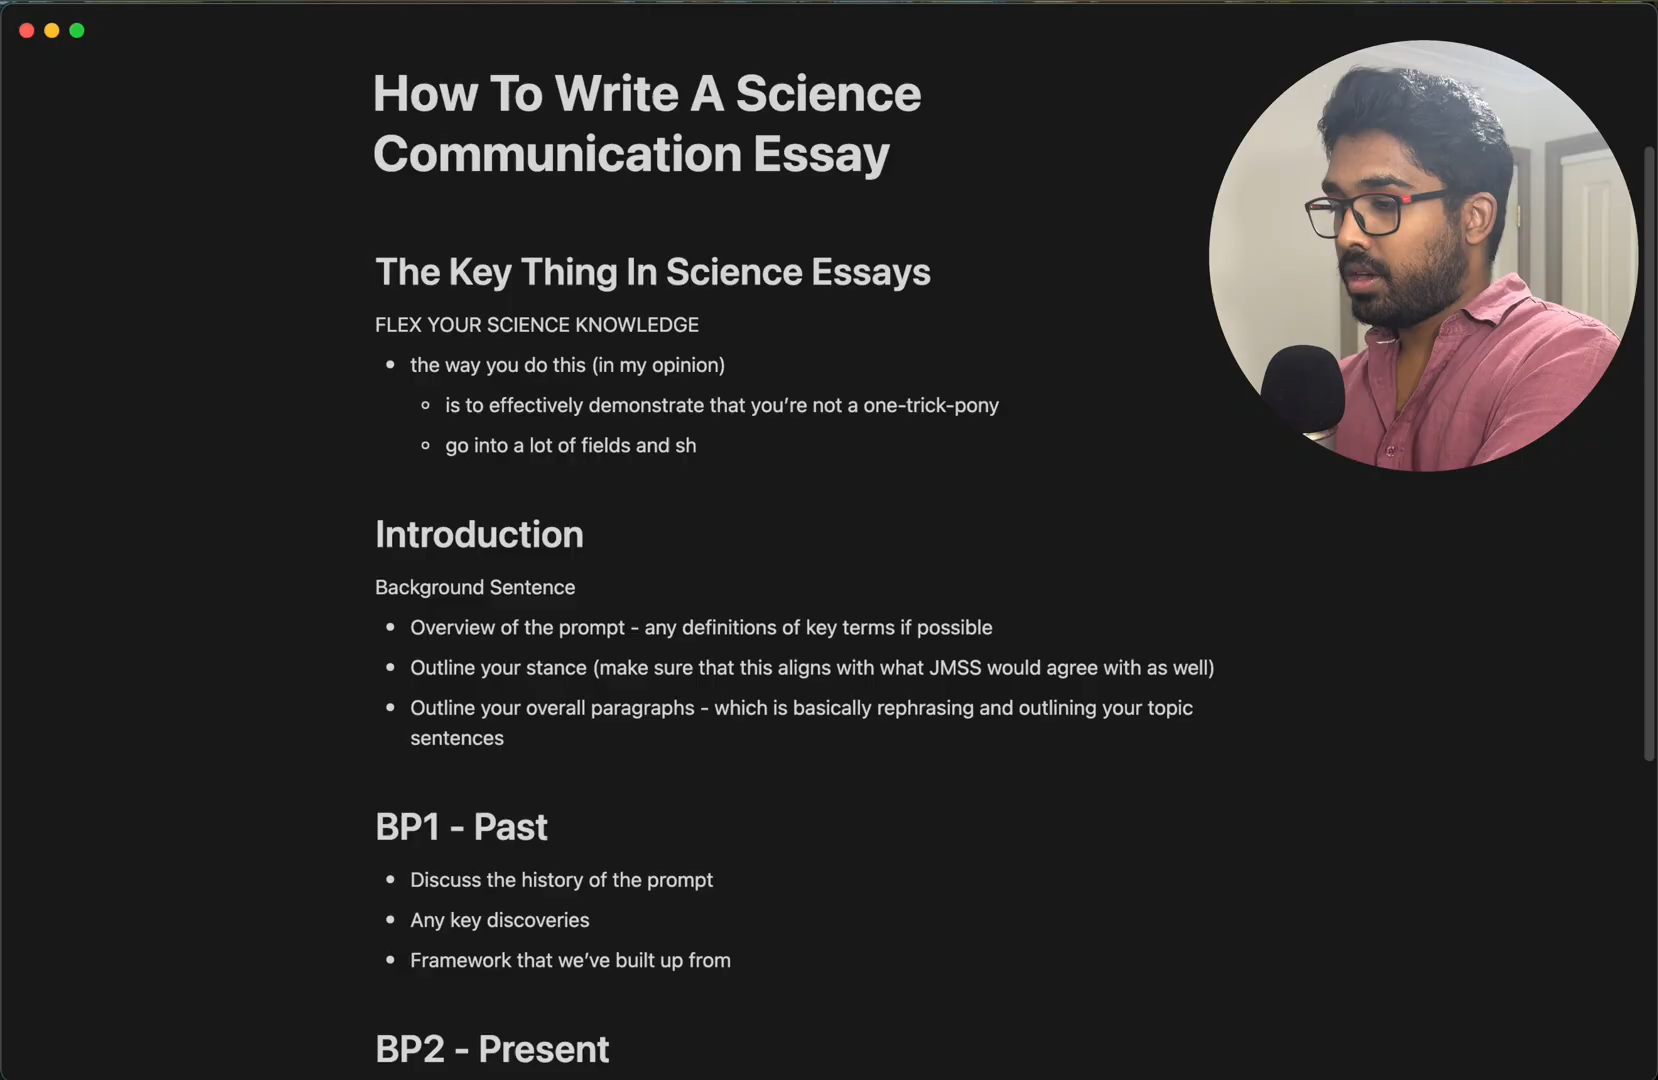 How To Write A Science
Communication Essay
The Key Thing In Science Essays
FLEX YOUR SCIENCE KNOWLEDGE
the way you do this (in my opinion)
is to effectively demonstrate that you’re not a one-trick-pony
go into a lot of fields and sh
Introduction
Background Sentence
Overview of the prompt - any definitions of key terms if possible
Outline your stance (make sure that this aligns with what JMSS would agree with as well)
Outline your overall paragraphs - which is basically rephrasing and outlining your topic
sentences
BP1 - Past
Discuss the history of the prompt
Any key discoveries
Framework that we’ve built up from
BP2 - Present